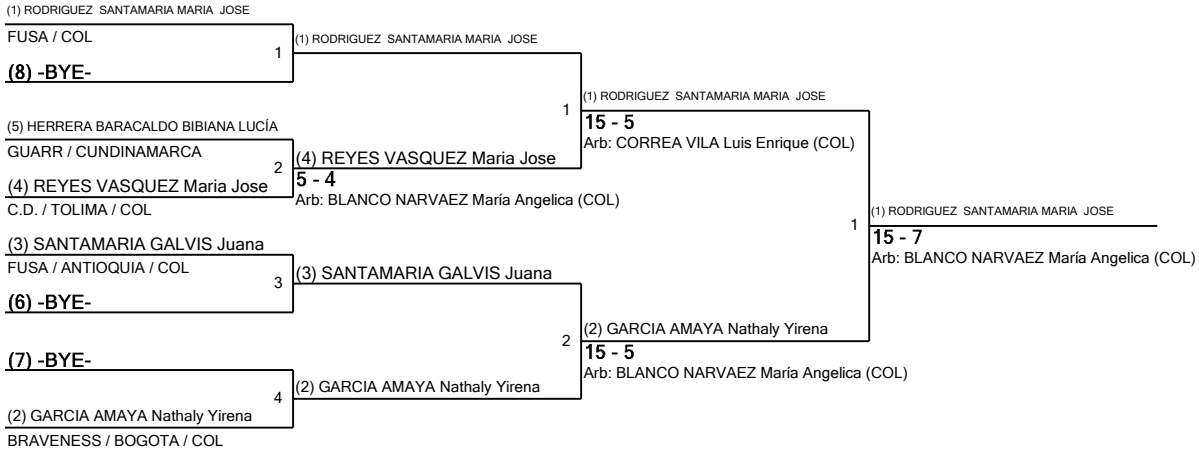 (1) RODRIGUEZ SANTAMARIA MARIA JOSE
FUSA / COL
1
(8) -BYE-
(5) HERRERA BARACALDO BIBIANA LUCÍA
GUARR / CUNDINAMARCA
2
(4) REYES VASQUEZ Maria Jose
C.D. / TOLIMA / COL
(3) SANTAMARIA GALVIS Juana
FUSA / ANTIOQUIA / COL
3
(6) -BYE-
(7) -BYE-
4
(2) GARCIA AMAYA Nathaly Yirena
BRAVENESS / BOGOTA / COL
(1) RODRIGUEZ SANTAMARIA MARIA JOSE
1
(4) REYES VASQUEZ Maria Jose
5 - 4
Arb: BLANCO NARVAEZ María Angelica (COL)
(3) SANTAMARIA GALVIS Juana
2
(2) GARCIA AMAYA Nathaly Yirena
(1) RODRIGUEZ SANTAMARIA MARIA JOSE
15 - 5
Arb: CORREA VILA Luis Enrique (COL)
1
(2) GARCIA AMAYA Nathaly Yirena
15 - 5
Arb: BLANCO NARVAEZ María Angelica (COL)
(1) RODRIGUEZ SANTAMARIA MARIA JOSE
15 - 7
Arb: BLANCO NARVAEZ María Angelica (COL)